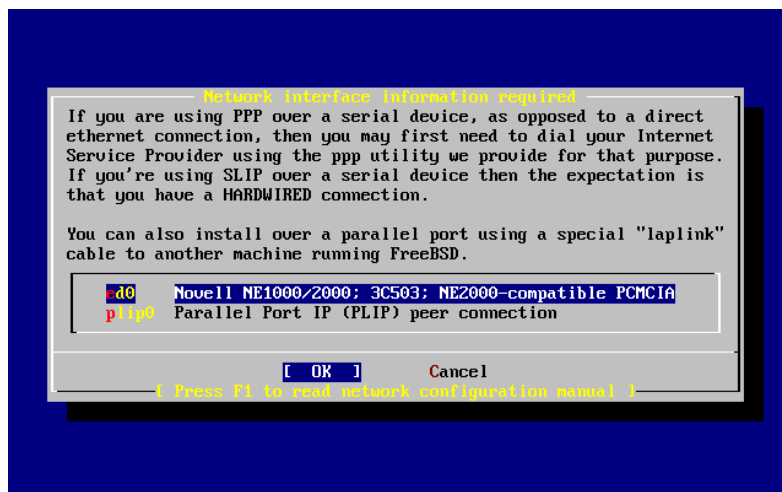 Network interface information required
If you are using PPP over a serial device, as opposed to a direct
ethernet connection, then you may first need to dial your Internet
Service Provider using the ppp utility we provide for that purpose.
If you're using SLIP over a serial device then the expectation is
that you have a HARDWIRED connection.
You can also install over a parallel port using a special "laplink"
cable to another machine running FreeBSD.
ed0 Novell NE1000/2000; 3C503; NE2000-compatible PCMCIA
plip0 Parallel Port IP (PLIP) peer connection
[ OK ] Cancel
[ Press F1 to read network configuration manual ]